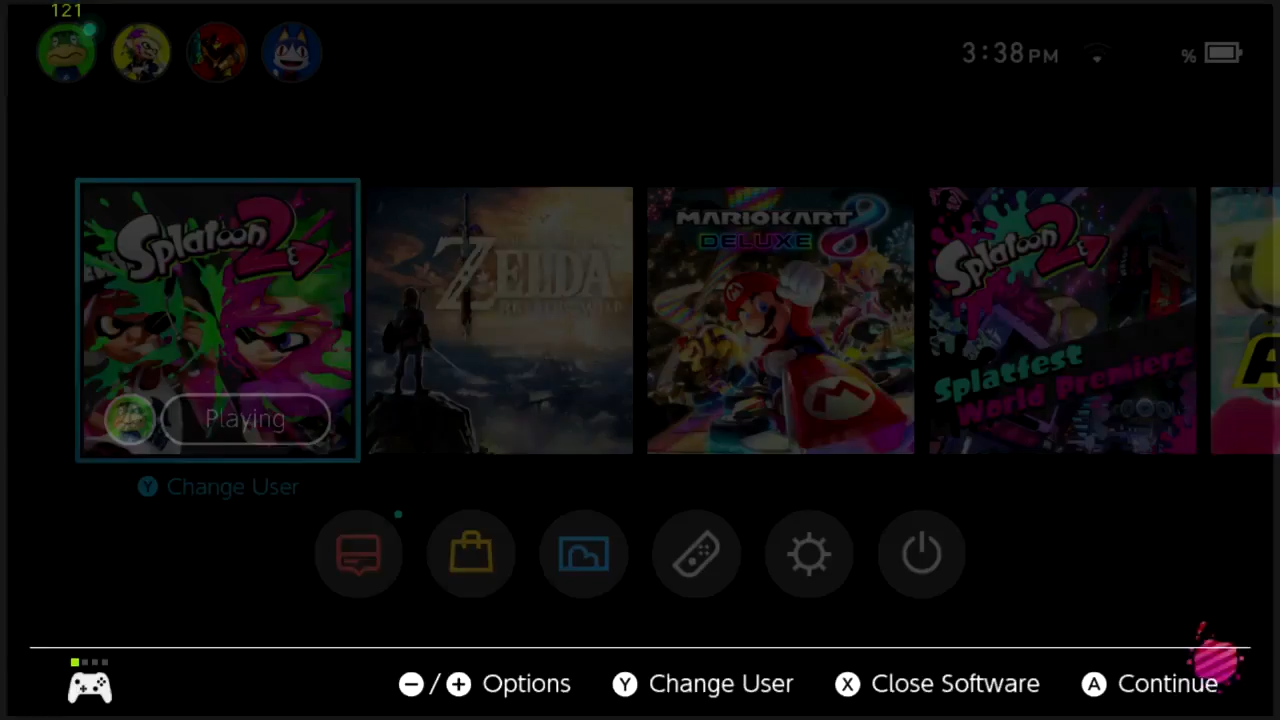 121
3:38 PM
%
Splatoon 2
ZELDA
MARIOKART 8
DELUXE
Splatoon 2
Splatfest
World Premiere
A
Playing
Y Change User
−/+ Options
Y Change User
X Close Software
A Continue